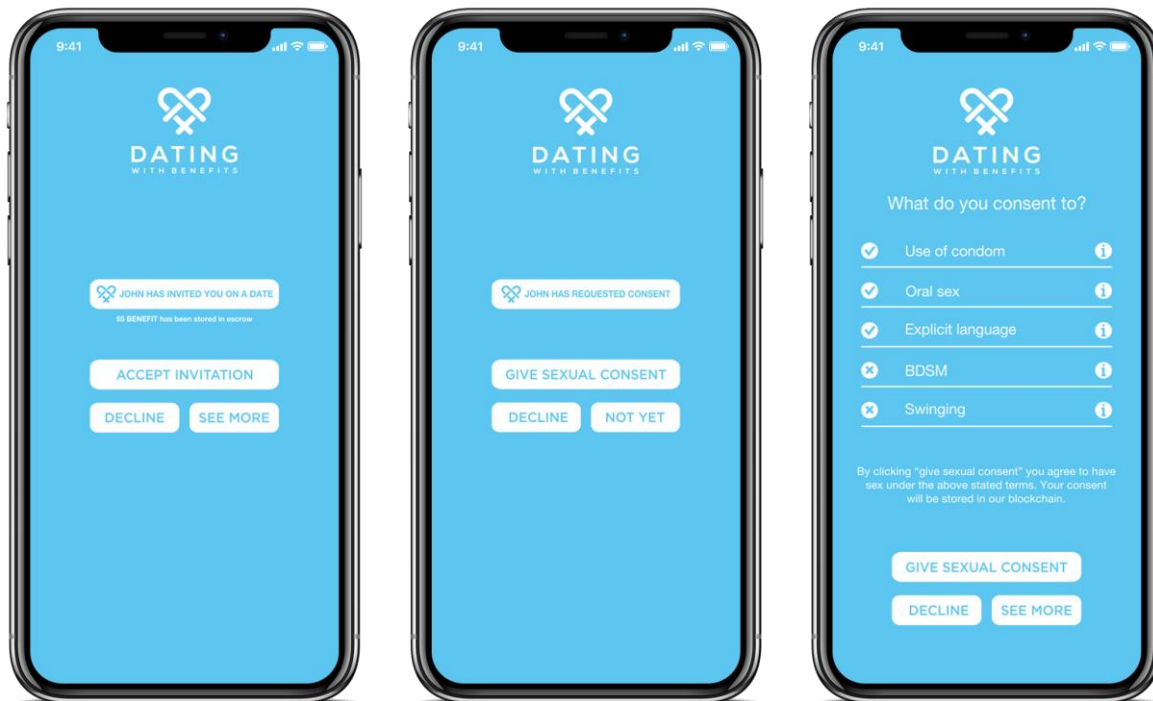 9:41
DATING
WITH BENEFITS
JOHN HAS INVITED YOU ON A DATE
55 BENEFIT has been stored in escrow
ACCEPT INVITATION
DECLINE
SEE MORE
9:41
DATING
WITH BENEFITS
JOHN HAS REQUESTED CONSENT
GIVE SEXUAL CONSENT
DECLINE
NOT YET
9:41
DATING
WITH BENEFITS
What do you consent to?
Use of condom
Oral sex
Explicit language
BDSM
Swinging
By clicking “give sexual consent” you agree to have
sex under the above stated terms. Your consent
will be stored in our blockchain.
GIVE SEXUAL CONSENT
DECLINE
SEE MORE